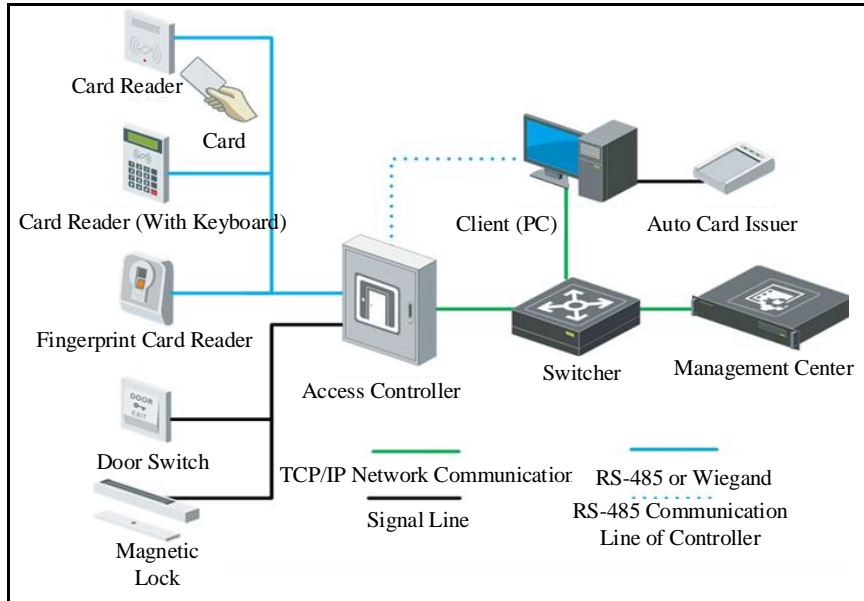 Card Reader
Card
Card Reader (With Keyboard)
Client (PC)
Auto Card Issuer
Fingerprint Card Reader
Access Controller
Switcher
Management Center
DOOR
EXIT
Door Switch
TCP/IP Network Communication
RS-485 or Wiegand
Signal Line
RS-485 Communication
Line of Controller
Magnetic
Lock